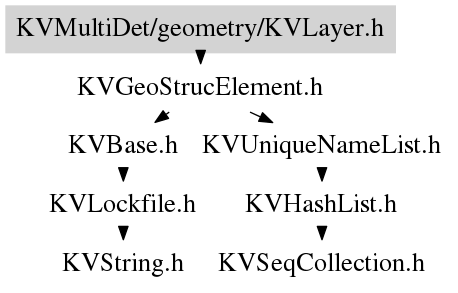 KVMultiDet/geometry/KVLayer.h
KVGeoStrucElement.h
KVBase.h KVUniqueNameList.h
KVLockfile.h KVHashList.h
KVString.h KVSeqCollection.h